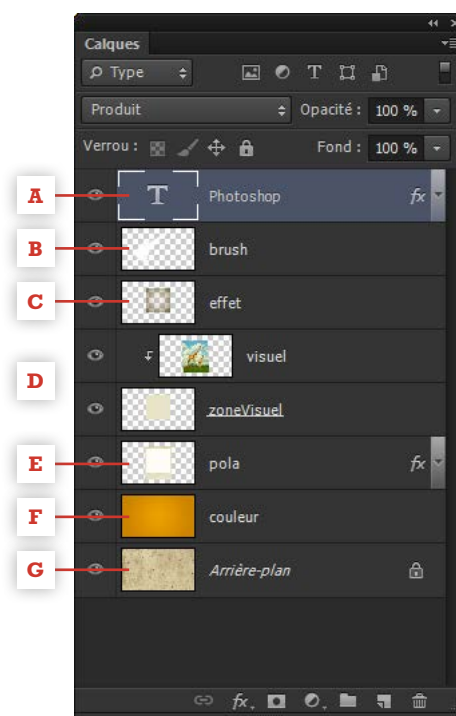 Calques
Type
Produit Opacité : 100 %
Verrou : Fond : 100 %
A T Photoshop fx
B brush
C effet
visuel
D
zoneVisuel
E pola fx
F couleur
G Arrière-plan
fx